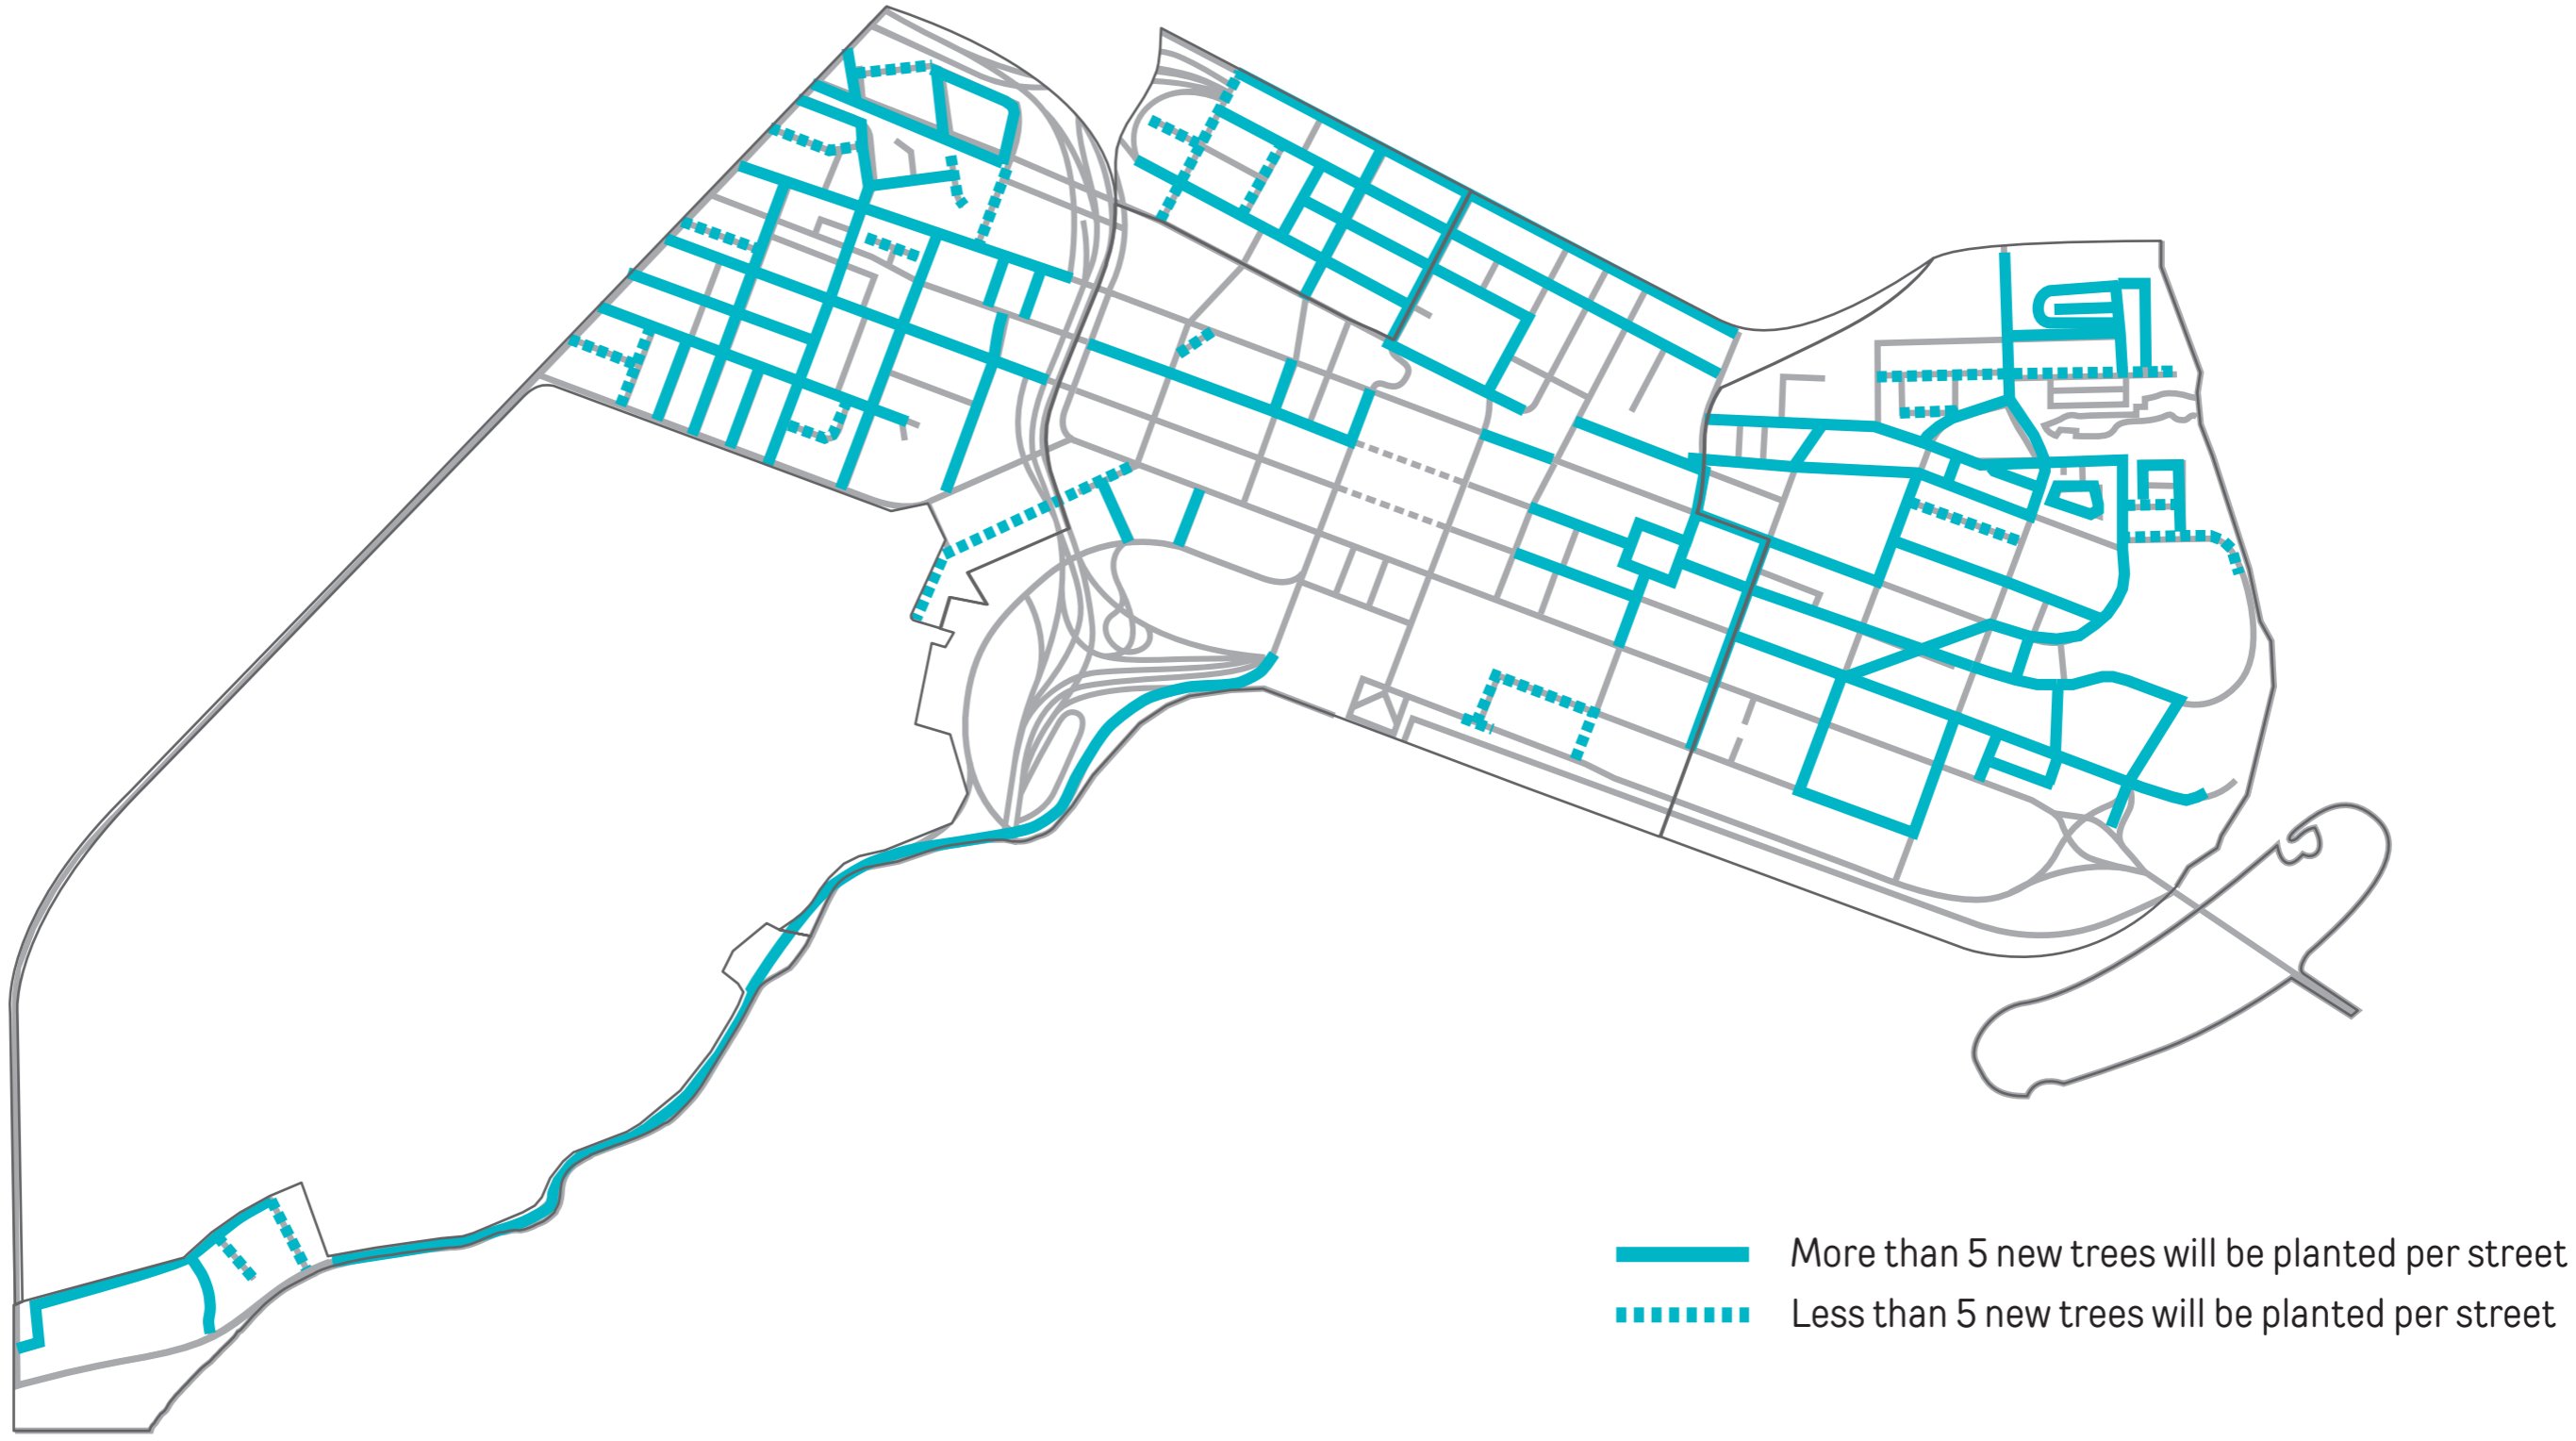 More than 5 new trees will be planted per street
Less than 5 new trees will be planted per street